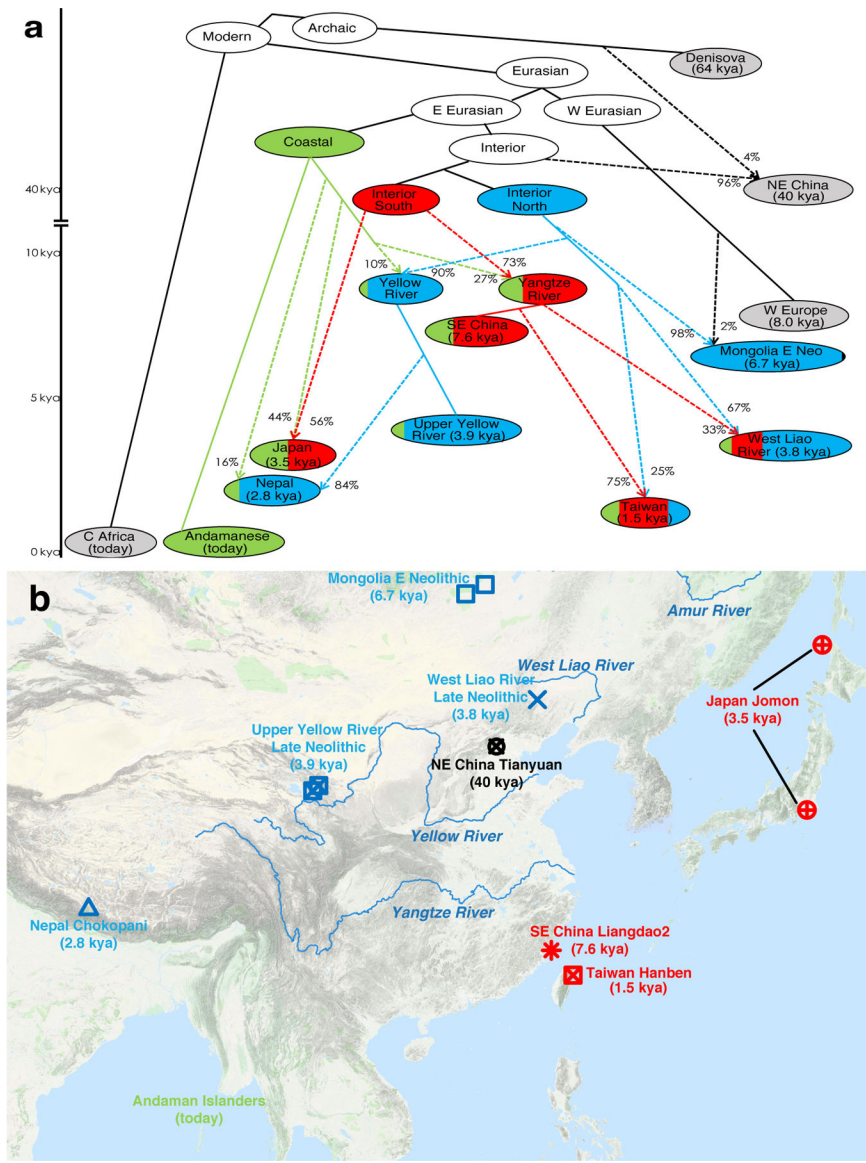 a
Archaic
Modern
Denisova
(64 kya)
Eurasian
E Eurasian
W Eurasian
Coastal
Interior
4%
96%
NE China
(40 kya)
40 kya
Interior
South
Interior
North
10 kya
10%
90%
73%
27%
Yellow
River
Yangtze
River
W Europe
(8.0 kya)
SE China
(7.6 kya)
98%
2%
Mongolia E Neo
(6.7 kya)
5 kya
67%
44%
56%
Upper Yellow
River (3.9 kya)
33%
West Liao
River (3.8 kya)
Japan
(3.5 kya)
16%
Nepal
(2.8 kya)
84%
75%
25%
Taiwan
(1.5 kya)
0 kya
C Africa
(today)
Andamanese
(today)
b
Mongolia E Neolithic
(6.7 kya)
Amur River
West Liao River
West Liao River
Late Neolithic
(3.8 kya)
Japan Jomon
(3.5 kya)
Upper Yellow River
Late Neolithic
(3.9 kya)
NE China Tianyuan
(40 kya)
Yellow River
Yangtze River
Nepal Chokopani
(2.8 kya)
SE China Liangdao2
(7.6 kya)
Taiwan Hanben
(1.5 kya)
Andaman Islanders
(today)